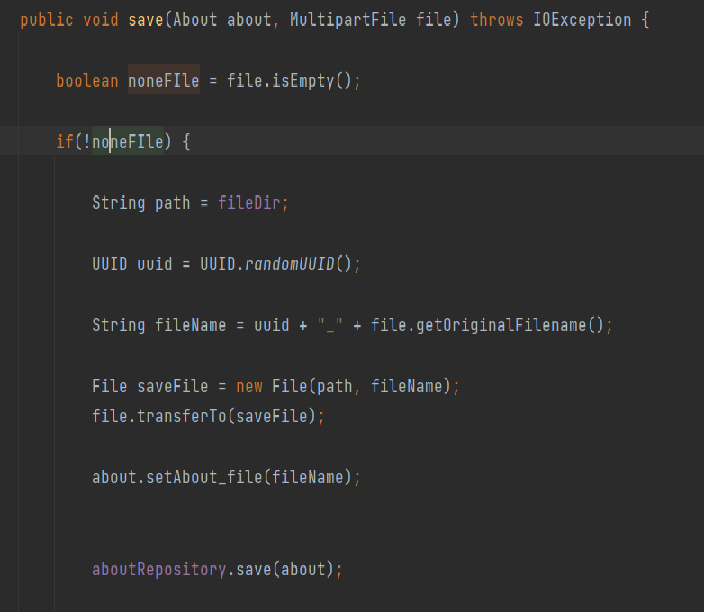 public void save(About about, MultipartFile file) throws IOException {
boolean noneFIle = file.isEmpty();
if(!noneFIle) {
String path = fileDir;
UUID uuid = UUID.randomUUID();
String fileName = uuid + "_" + file.getOriginalFilename();
File saveFile = new File(path, fileName);
file.transferTo(saveFile);
about.setAbout_file(fileName);
aboutRepository.save(about);